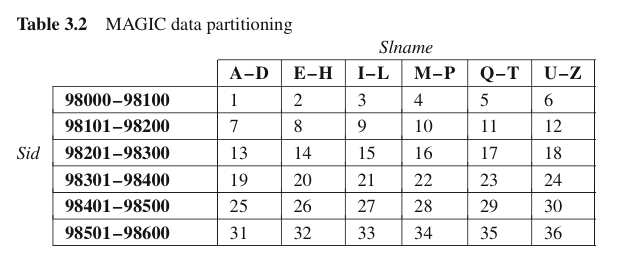 Table 3.2 MAGIC data partitioning
Slname
A–D E–H I–L M–P Q–T U–Z
98000–98100 1 2 3 4 5 6
98101–98200 7 8 9 10 11 12
Sid 98201–98300 13 14 15 16 17 18
98301–98400 19 20 21 22 23 24
98401–98500 25 26 27 28 29 30
98501–98600 31 32 33 34 35 36